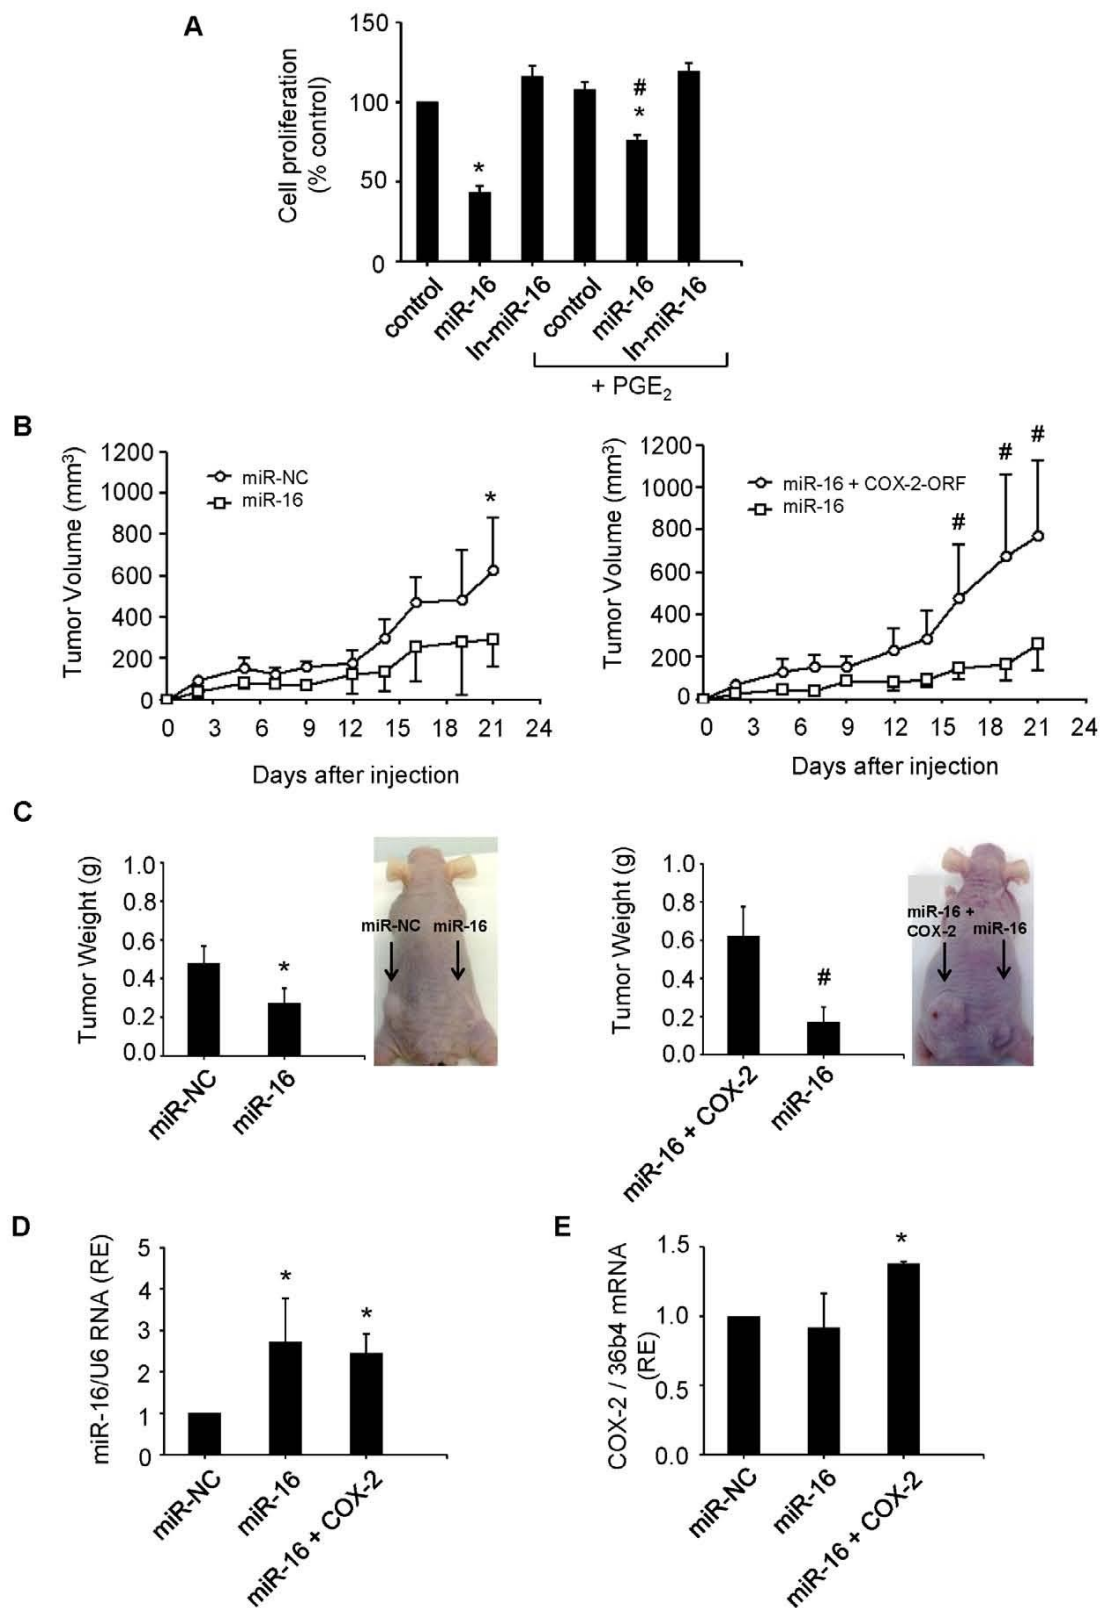 A
Cell proliferation
(% control)
150
100
50
0
*
#
*
control
miR-16
In-miR-16
control
miR-16
In-miR-16
+ PGE2
B
Tumor Volume (mm3)
1200
1000
800
600
400
200
0
miR-NC
miR-16
*
0 3 6 9 12 15 18 21 24
Days after injection
Tumor Volume (mm3)
1200
1000
800
600
400
200
0
miR-16 + COX-2-ORF
miR-16
# # #
0 3 6 9 12 15 18 21 24
Days after injection
C
Tumor Weight (g)
1.0
0.8
0.6
0.4
0.2
0.0
*
miR-NC
miR-16
miR-NC miR-16
Tumor Weight (g)
1.0
0.8
0.6
0.4
0.2
0.0
#
miR-16 + COX-2
miR-16
miR-16 +
COX-2 miR-16
D
miR-16/U6 RNA (RE)
5
4
3
2
1
0
*
*
miR-NC
miR-16
miR-16 + COX-2
E
COX-2 / 36b4 mRNA
(RE)
1.5
1.0
0.5
0.0
*
miR-NC
miR-16
miR-16 + COX-2